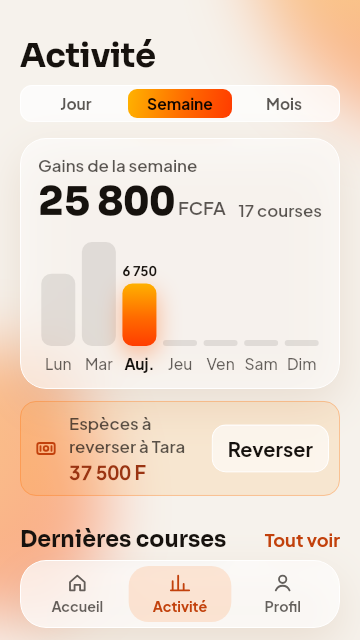 Activité
Jour Semaine Mois
Gains de la semaine
25 800 FCFA 17 courses
6 750
Lun Mar Auj. Jeu Ven Sam Dim
Espèces à
reverser à Tara
37 500 F
Reverser
Dernières courses Tout voir
Accueil Activité Profil